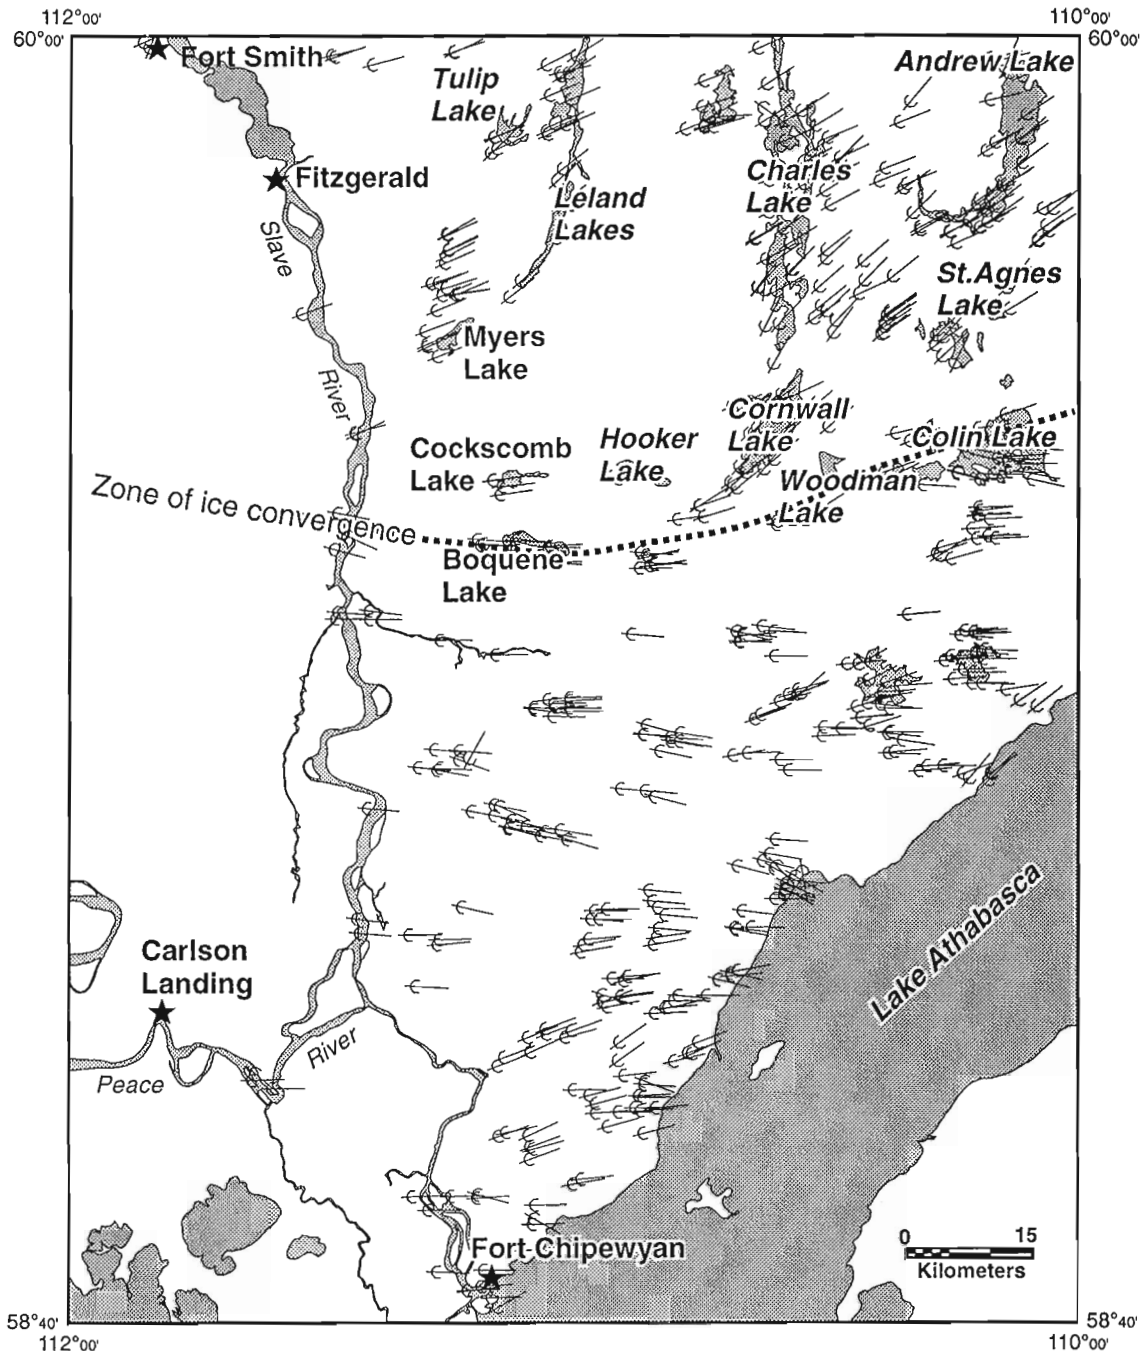 112°00'
110°00'
60°00'
60°00'
Fort Smith
Tulip
Lake
Andrew Lake
Fitzgerald
Charles
Lake
Leland
Lakes
Slave
St.Agnes
Lake
Myers
Lake
River
Cornwall
Lake
Hooker
Lake
Colin Lake
Cockscomb
Lake
Woodman
Lake
Zone of ice convergence
Boquene
Lake
Lake Athabasca
Carlson
Landing
River
Peace
Fort Chipewyan
0 15
Kilometers
58°40'
58°40'
112°00'
110°00'